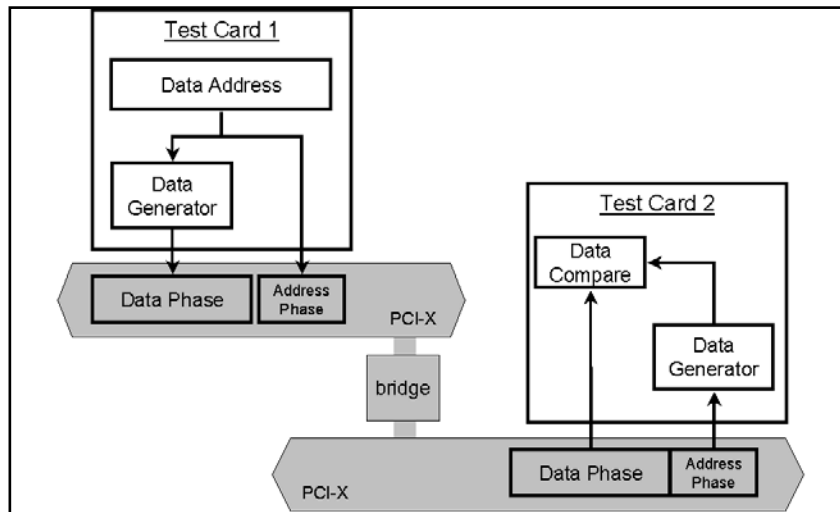 Test Card 1
Data Address
Data
Generator
Data Phase
Address
Phase
PCI-X
bridge
Test Card 2
Data
Compare
Data
Generator
PCI-X
Data Phase
Address
Phase